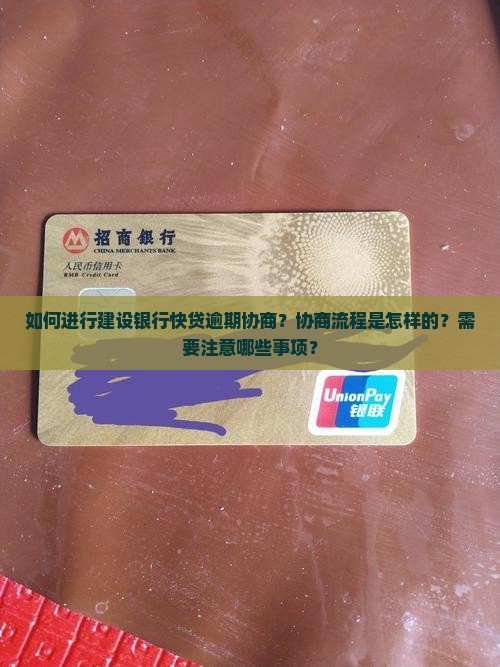 招商银行
CHINA MERCHANTS BANK
人民币信用卡
RMB Credit Card
如何进行建设银行快贷逾期协商？协商流程是怎样的？需
要注意哪些事项？
UnionPay
银联